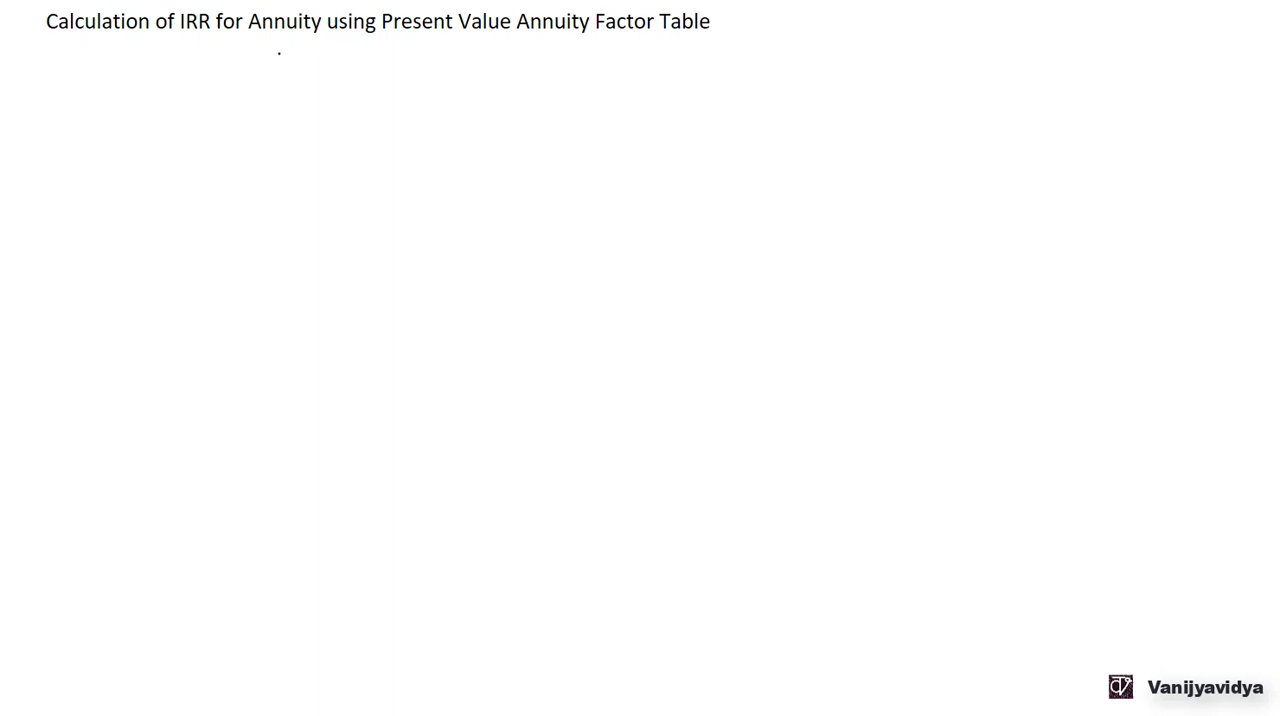 Calculation of IRR for Annuity using Present Value Annuity Factor Table
Vanijyavidya